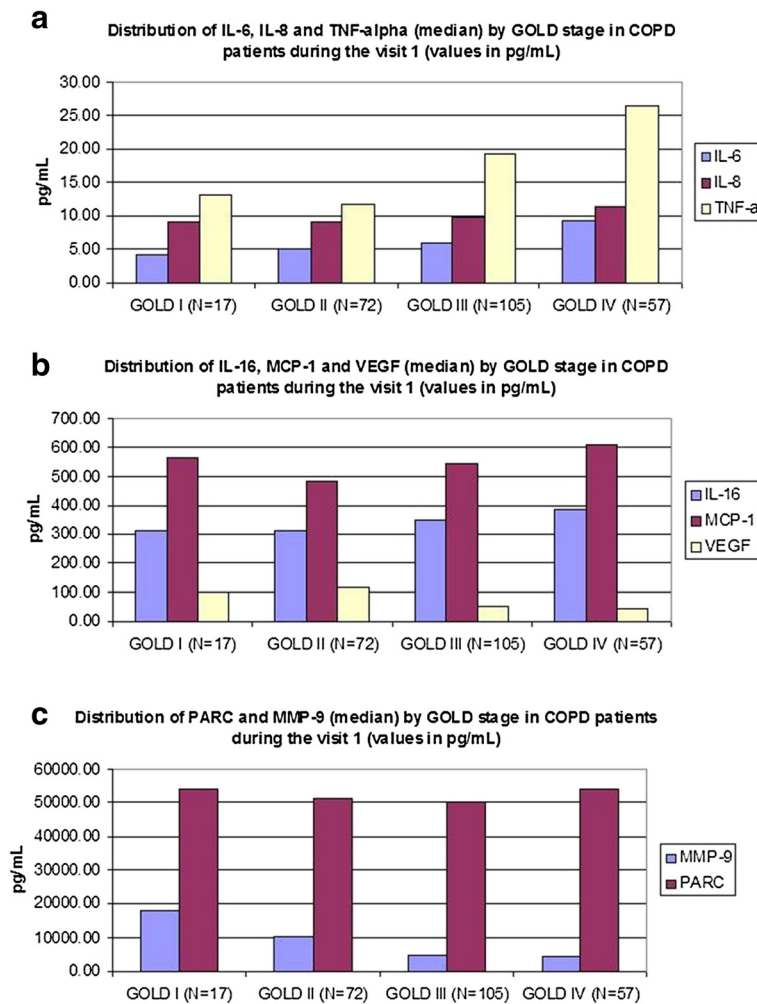 a
Distribution of IL-6, IL-8 and TNF-alpha (median) by GOLD stage in COPD
patients during the visit 1 (values in pg/mL)
30.00
25.00
20.00
15.00
10.00
5.00
0.00
pg/mL
GOLD I (N=17) GOLD II (N=72) GOLD III (N=105) GOLD IV (N=57)
IL-6
IL-8
TNF-a
b
Distribution of IL-16, MCP-1 and VEGF (median) by GOLD stage in COPD
patients during the visit 1 (values in pg/mL)
700.00
600.00
500.00
400.00
300.00
200.00
100.00
0.00
pg/mL
GOLD I (N=17) GOLD II (N=72) GOLD III (N=105) GOLD IV (N=57)
IL-16
MCP-1
VEGF
c
Distribution of PARC and MMP-9 (median) by GOLD stage in COPD patients
during the visit 1 (values in pg/mL)
60000.00
50000.00
40000.00
30000.00
20000.00
10000.00
0.00
pg/mL
GOLD I (N=17) GOLD II (N=72) GOLD III (N=105) GOLD IV (N=57)
MMP-9
PARC